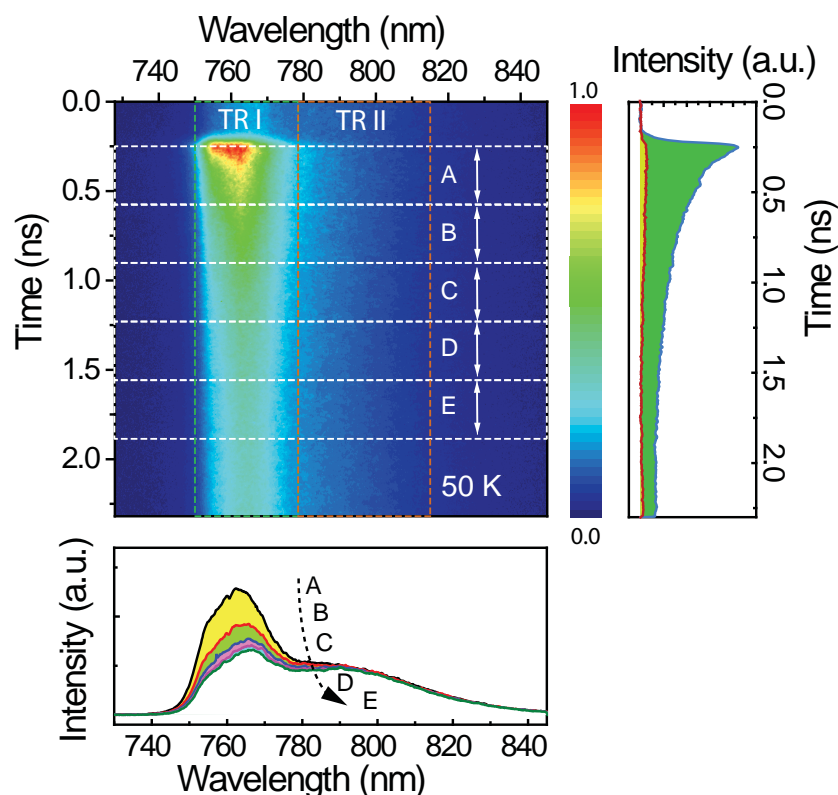 Wavelength (nm)
740 760 780 800 820 840
Intensity (a.u.)
TR I TR II
1.0
0.0
0.0
0.5
1.0
1.5
2.0
Time (ns)
A
B
C
D
E
50 K
0.0
0.5
1.0
1.5
2.0
Time (ns)
Intensity (a.u.)
A
B
C
D
E
740 760 780 800 820 840
Wavelength (nm)